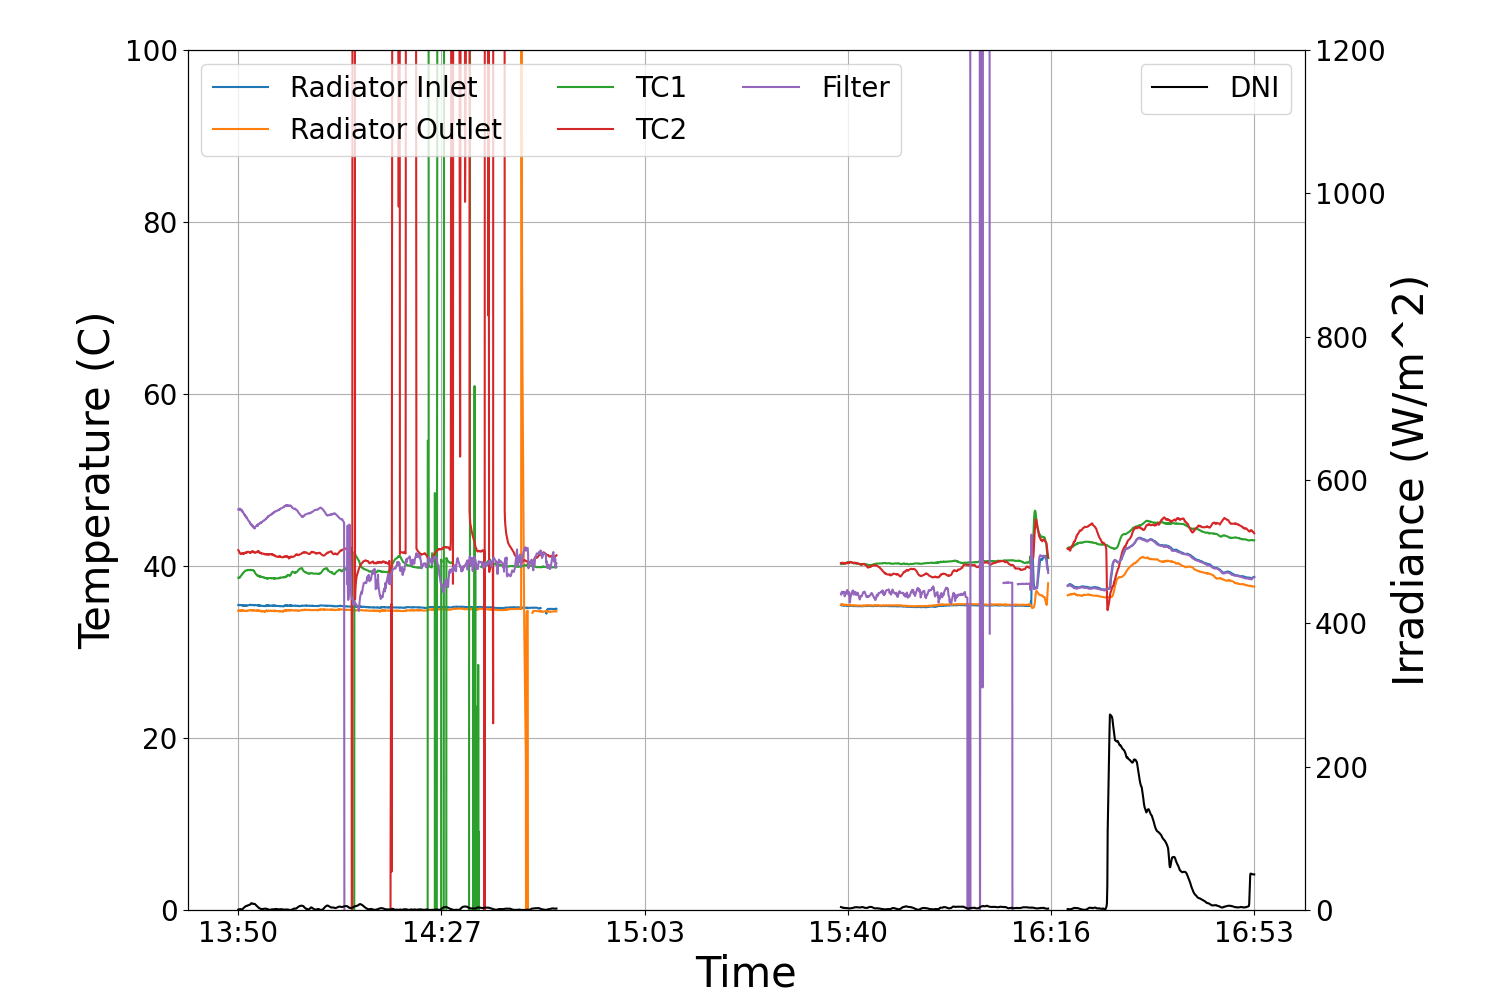 100
80
60
40
20
0
Temperature (C)
Radiator Inlet
Radiator Outlet
TC1
TC2
Filter
DNI
1200
1000
800
600
400
200
0
Irradiance (W/m^2)
13:50 14:27 15:03 15:40 16:16 16:53
Time